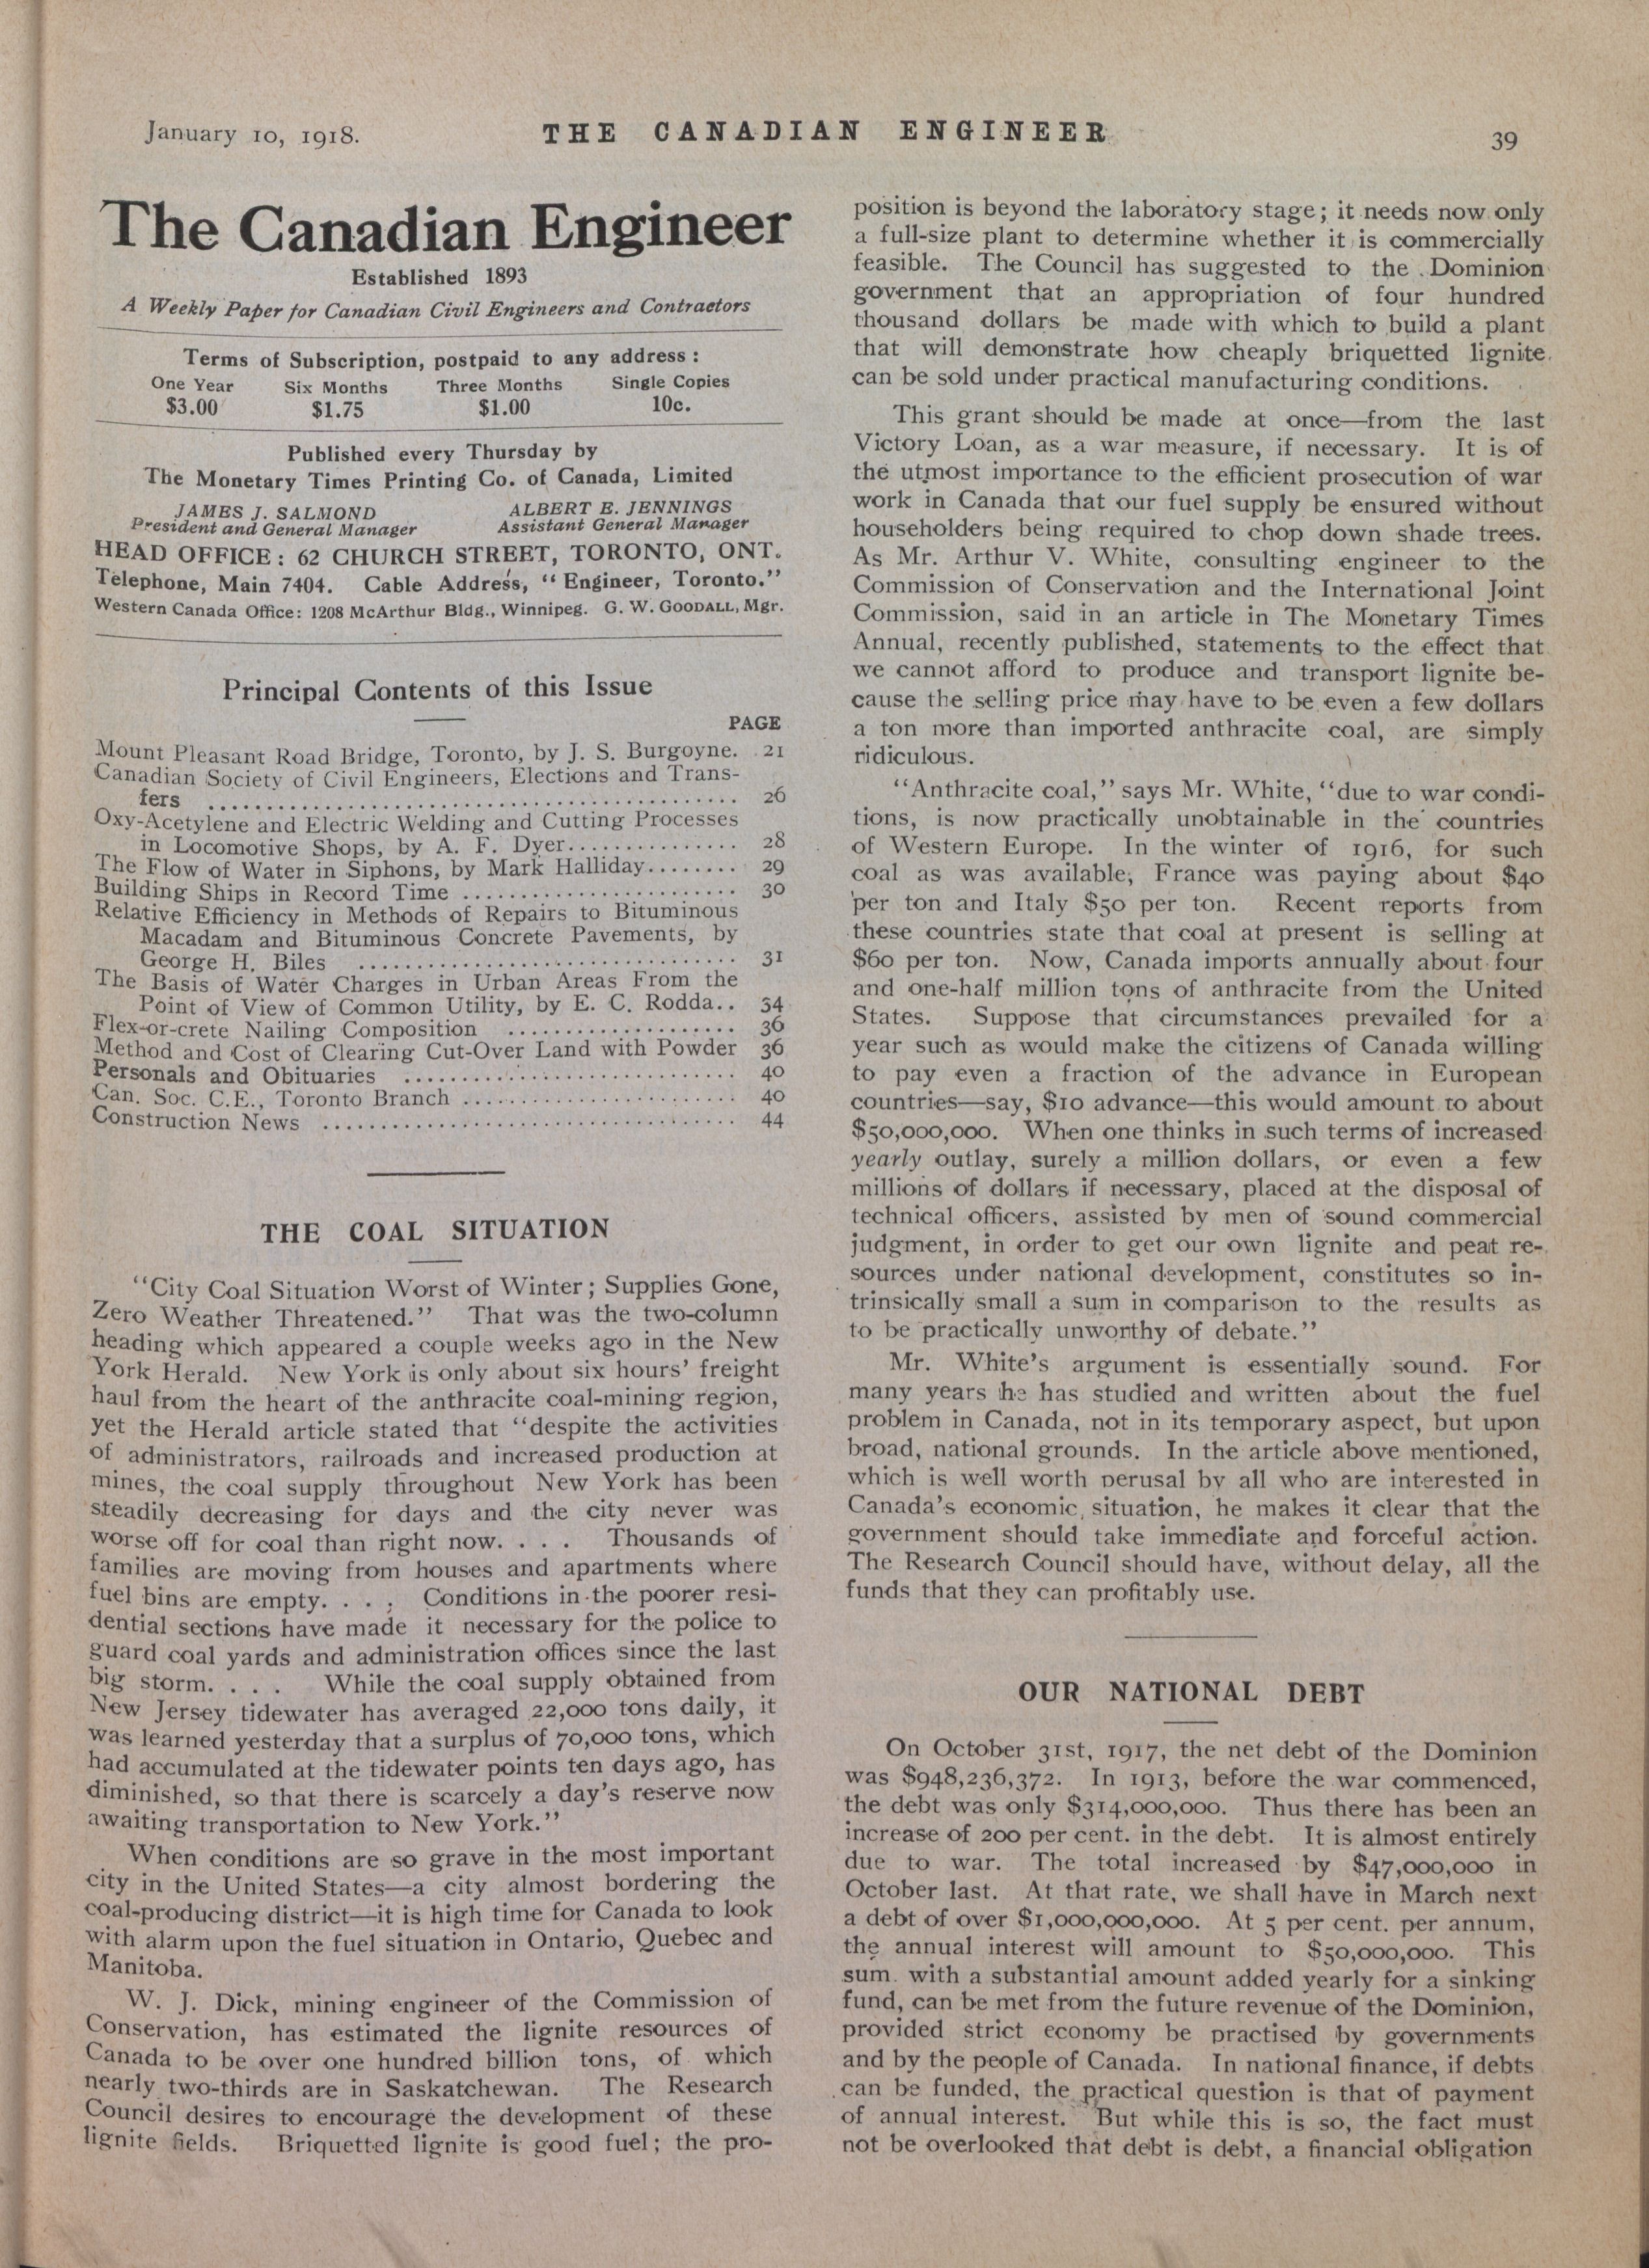 January 10, 1918.
THE CANADIAN ENGINEER
39
The Canadian Engineer
Established 1893
A Weekly Paper for Canadian Civil Engineers and Contractors
Terms of Subscription, postpaid to any address :
One Year Six Months Three Months Single Copies
$3.00 $1.75 $1.00 10c.
Published every Thursday by
The Monetary Times Printing Co. of Canada, Limited
JAMES J. SALMOND ALBERT E. JENNINGS
President and General Manager Assistant General Manager
HEAD OFFICE : 62 CHURCH STREET, TORONTO, ONT.
Telephone, Main 7404. Cable Address, “Engineer, Toronto.”
Western Canada Office: 1208 McArthur Bldg., Winnipeg. G. W. GOODALL, Mgr.
Principal Contents of this Issue
PAGE
Mount Pleasant Road Bridge, Toronto, by J. S. Burgoyne. 21
Canadian Society of Civil Engineers, Elections and Trans-
fers .............................................. 26
Oxy-Acetylene and Electric Welding and Cutting Processes
in Locomotive Shops, by A. F. Dyer............... 28
The Flow of Water in Siphons, by Mark Halliday........ 29
Building Ships in Record Time ........................ 30
Relative Efficiency in Methods of Repairs to Bituminous
Macadam and Bituminous Concrete Pavements, by
George H. Biles ................................. 31
The Basis of Water Charges in Urban Areas From the
Point of View of Common Utility, by E. C. Rodda.. 34
Flex-or-crete Nailing Composition .................... 36
Method and Cost of Clearing Cut-Over Land with Powder 36
Personals and Obituaries ............................. 40
Can. Soc. C.E., Toronto Branch ........................ 40
Construction News .................................... 44
THE COAL SITUATION
“City Coal Situation Worst of Winter; Supplies Gone,
Zero Weather Threatened.” That was the two-column
heading which appeared a couple weeks ago in the New
York Herald. New York is only about six hours’ freight
haul from the heart of the anthracite coal-mining region,
yet the Herald article stated that “despite the activities
of administrators, railroads and increased production at
mines, the coal supply throughout New York has been
steadily decreasing for days and the city never was
worse off for coal than right now. . . . Thousands of
families are moving from houses and apartments where
fuel bins are empty. . . . Conditions in the poorer resi-
dential sections have made it necessary for the police to
guard coal yards and administration offices since the last
big storm. . . . While the coal supply obtained from
New Jersey tidewater has averaged 22,000 tons daily, it
was learned yesterday that a surplus of 70,000 tons, which
had accumulated at the tidewater points ten days ago, has
diminished, so that there is scarcely a day’s reserve now
awaiting transportation to New York.”
When conditions are so grave in the most important
city in the United States—a city almost bordering the
coal-producing district—it is high time for Canada to look
with alarm upon the fuel situation in Ontario, Quebec and
Manitoba.
W. J. Dick, mining engineer of the Commission of
Conservation, has estimated the lignite resources of
Canada to be over one hundred billion tons, of which
nearly two-thirds are in Saskatchewan. The Research
Council desires to encourage the development of these
lignite fields. Briquetted lignite is good fuel; the pro-
position is beyond the laboratory stage; it needs now only
a full-size plant to determine whether it is commercially
feasible. The Council has suggested to the Dominion
government that an appropriation of four hundred
thousand dollars be made with which to build a plant
that will demonstrate how cheaply briquetted lignite
can be sold under practical manufacturing conditions.
This grant should be made at once—from the last
Victory Loan, as a war measure, if necessary. It is of
the utmost importance to the efficient prosecution of war
work in Canada that our fuel supply be ensured without
householders being required to chop down shade trees.
As Mr. Arthur V. White, consulting engineer to the
Commission of Conservation and the International Joint
Commission, said in an article in The Monetary Times
Annual, recently published, statements to the effect that
we cannot afford to produce and transport lignite be-
cause the selling price may have to be even a few dollars
a ton more than imported anthracite coal, are simply
ridiculous.
“Anthracite coal,” says Mr. White, “due to war condi-
tions, is now practically unobtainable in the countries
of Western Europe. In the winter of 1916, for such
coal as was available, France was paying about $40
per ton and Italy $50 per ton. Recent reports from
these countries state that coal at present is selling at
$60 per ton. Now, Canada imports annually about four
and one-half million tons of anthracite from the United
States. Suppose that circumstances prevailed for a
year such as would make the citizens of Canada willing
to pay even a fraction of the advance in European
countries—say, $10 advance—this would amount to about
$50,000,000. When one thinks in such terms of increased
yearly outlay, surely a million dollars, or even a few
millions of dollars if necessary, placed at the disposal of
technical officers, assisted by men of sound commercial
judgment, in order to get our own lignite and peat re-
sources under national development, constitutes so in-
trinsically small a sum in comparison to the results as
to be practically unworthy of debate.”
Mr. White’s argument is essentially sound. For
many years he has studied and written about the fuel
problem in Canada, not in its temporary aspect, but upon
broad, national grounds. In the article above mentioned,
which is well worth perusal by all who are interested in
Canada’s economic situation, he makes it clear that the
government should take immediate and forceful action.
The Research Council should have, without delay, all the
funds that they can profitably use.
OUR NATIONAL DEBT
On October 31st, 1917, the net debt of the Dominion
was $948,236,372. In 1913, before the war commenced,
the debt was only $314,000,000. Thus there has been an
increase of 200 per cent. in the debt. It is almost entirely
due to war. The total increased by $47,000,000 in
October last. At that rate, we shall have in March next
a debt of over $1,000,000,000. At 5 per cent. per annum,
the annual interest will amount to $50,000,000. This
sum with a substantial amount added yearly for a sinking
fund, can be met from the future revenue of the Dominion,
provided strict economy be practised by governments
and by the people of Canada. In national finance, if debts
can be funded, the practical question is that of payment
of annual interest. But while this is so, the fact must
not be overlooked that debt is debt, a financial obligation